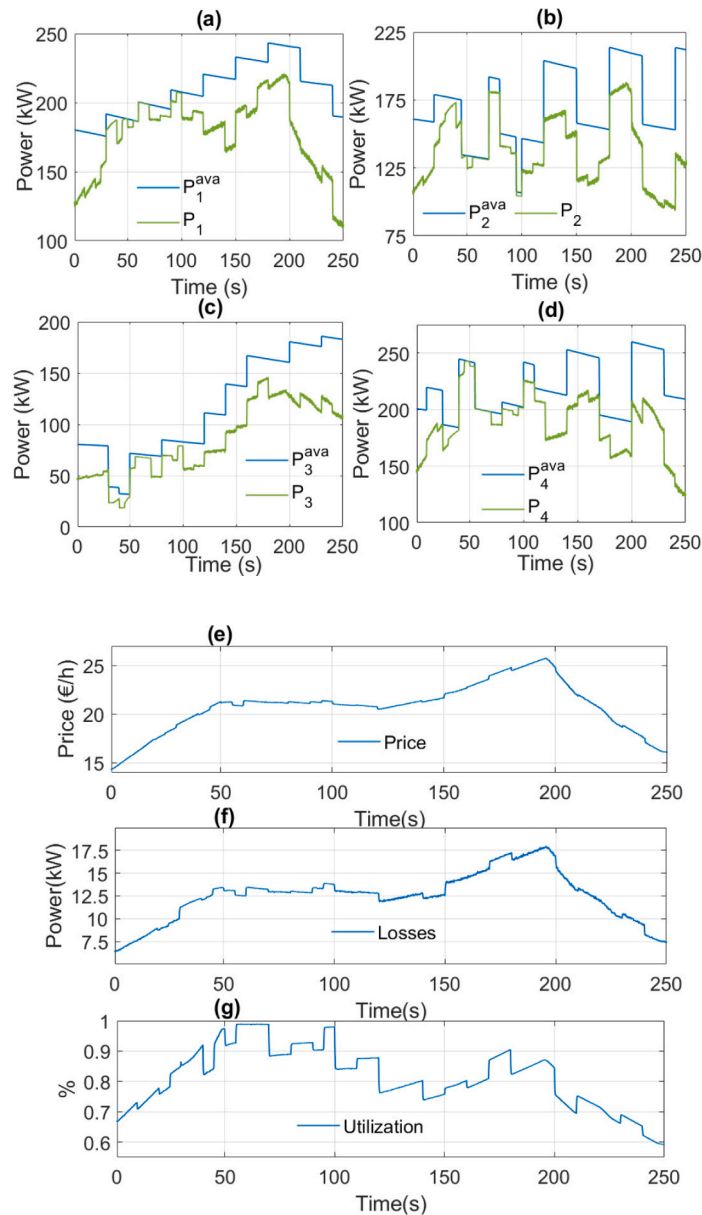 (a)
250
200
150
100
Power (kW)
P₁ᵃᵛᵃ
P₁
0 50 100 150 200 250
Time (s)
(b)
225
175
125
75
Power (kW)
P₂ᵃᵛᵃ P₂
0 50 100 150 200 250
Time (s)
(c)
200
150
100
50
0
Power (kW)
P₃ᵃᵛᵃ
P₃
0 50 100 150 200 250
Time (s)
(d)
250
200
150
100
Power (kW)
P₄ᵃᵛᵃ
P₄
0 50 100 150 200 250
Time (s)
(e)
25
20
15
Price (€/h)
Price
0 50 100 150 200 250
Time(s)
(f)
17.5
15
12.5
10
7.5
Power(kW)
Losses
0 50 100 150 200 250
Time(s)
(g)
1
0.9
0.8
0.7
0.6
%
Utilization
0 50 100 150 200 250
Time(s)